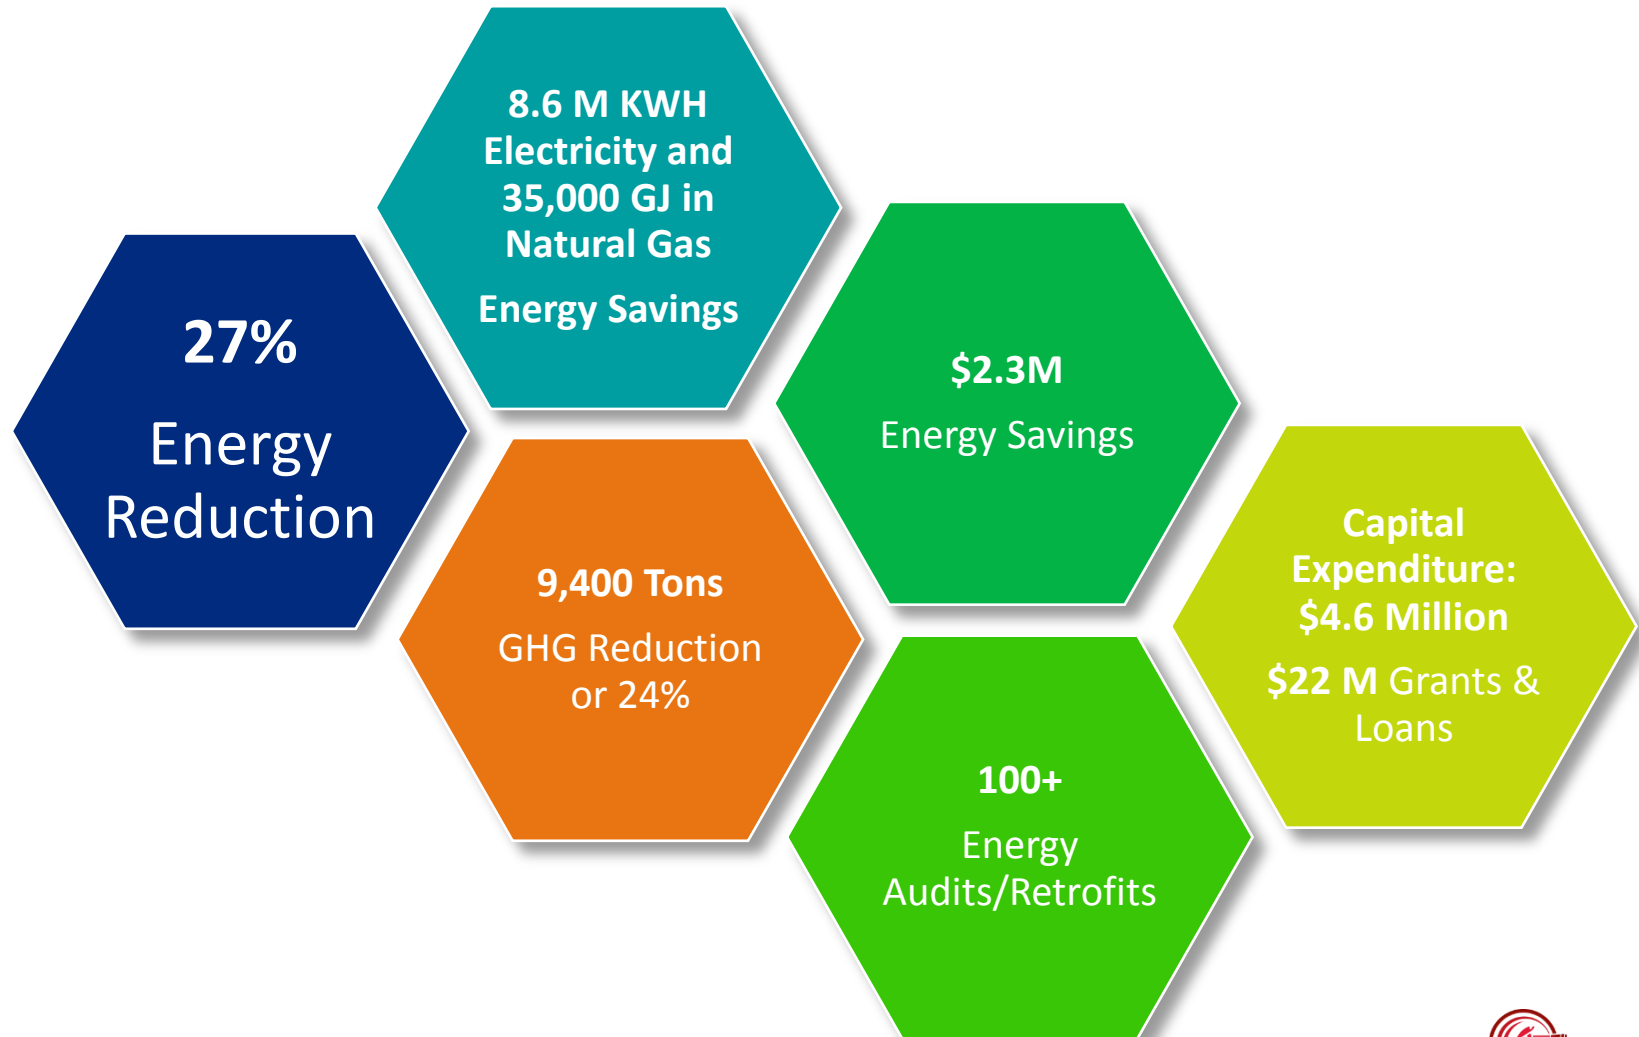 8.6 M KWH
Electricity and
35,000 GJ in
Natural Gas
Energy Savings
27%
Energy
Reduction
$2.3M
Energy Savings
9,400 Tons
GHG Reduction
or 24%
Capital
Expenditure:
$4.6 Million
$22 M Grants &
Loans
100+
Energy
Audits/Retrofits